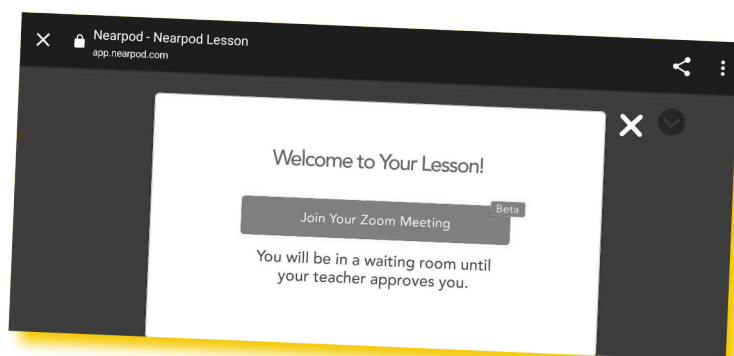 Nearpod - Nearpod Lesson
app.nearpod.com
Welcome to Your Lesson!
Beta
Join Your Zoom Meeting
You will be in a waiting room until
your teacher approves you.